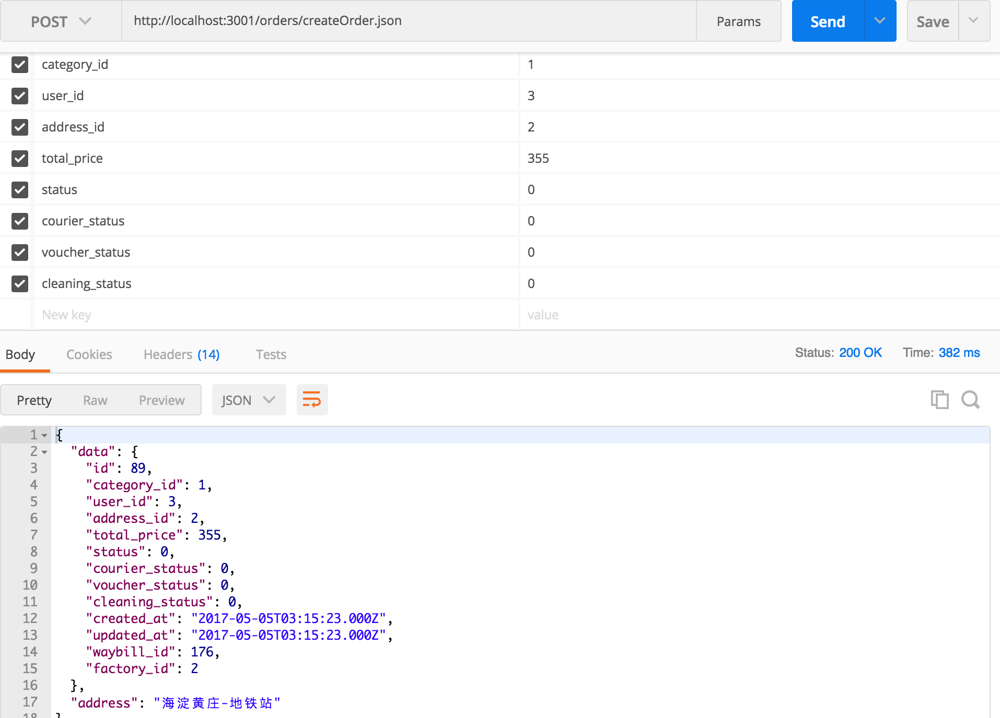 POST http://localhost:3001/orders/createOrder.json Params Send Save
category_id 1
user_id 3
address_id 2
total_price 355
status 0
courier_status 0
voucher_status 0
cleaning_status 0
New key value
Body Cookies Headers (14) Tests Status: 200 OK Time: 382 ms
Pretty Raw Preview JSON
1 {
2 "data": {
3 "id": 89,
4 "category_id": 1,
5 "user_id": 3,
6 "address_id": 2,
7 "total_price": 355,
8 "status": 0,
9 "courier_status": 0,
10 "voucher_status": 0,
11 "cleaning_status": 0,
12 "created_at": "2017-05-05T03:15:23.000Z",
13 "updated_at": "2017-05-05T03:15:23.000Z",
14 "waybill_id": 176,
15 "factory_id": 2
16 },
17 "address": "海淀黄庄-地铁站"
18 }